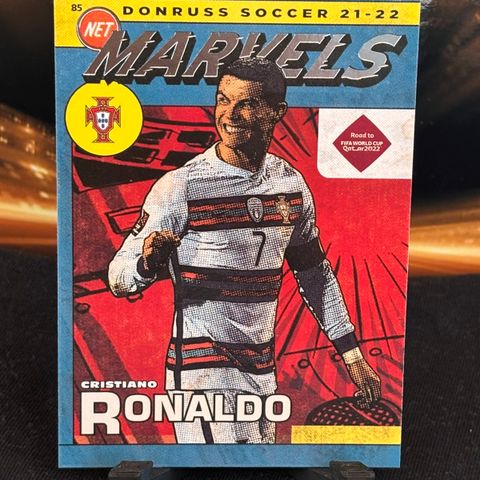 85
DONRUSS SOCCER 21-22
NET
MARVELS
Road to
FIFA WORLD CUP
Qatar2022
7
CRISTIANO
RONALDO